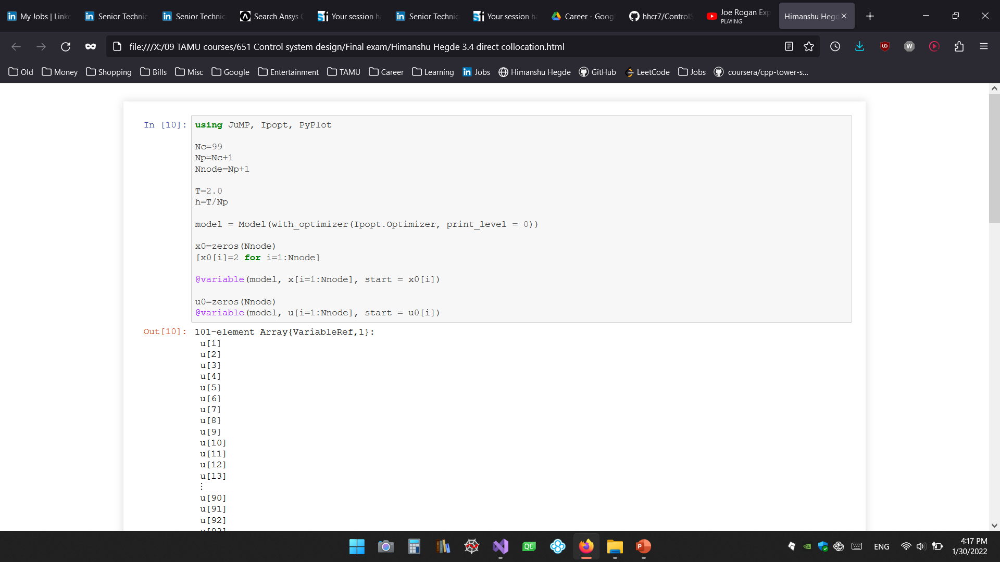 My Jobs | Linke
Senior Technic
Senior Technic
Search Ansys C
Your session ha
Senior Technic
Your session ha
Career - Goog
hhcr7/ControlS
Joe Rogan Exp
PLAYING
Himanshu Hegd
file:///X:/09 TAMU courses/651 Control system design/Final exam/Himanshu Hegde 3.4 direct collocation.html
Old
Money
Shopping
Bills
Misc
Google
Entertainment
TAMU
Career
Learning
Jobs
Himanshu Hegde
GitHub
LeetCode
Jobs
coursera/cpp-tower-s...
In [10]: using JuMP, Ipopt, PyPlot
Nc=99
Np=Nc+1
Nnode=Np+1
T=2.0
h=T/Np
model = Model(with_optimizer(Ipopt.Optimizer, print_level = 0))
x0=zeros(Nnode)
[x0[i]=2 for i=1:Nnode]
@variable(model, x[i=1:Nnode], start = x0[i])
u0=zeros(Nnode)
@variable(model, u[i=1:Nnode], start = u0[i])
Out[10]: 101-element Array{VariableRef,1}:
u[1]
u[2]
u[3]
u[4]
u[5]
u[6]
u[7]
u[8]
u[9]
u[10]
u[11]
u[12]
u[13]
⋮
u[90]
u[91]
u[92]
u[93]
ENG
4:17 PM
1/30/2022